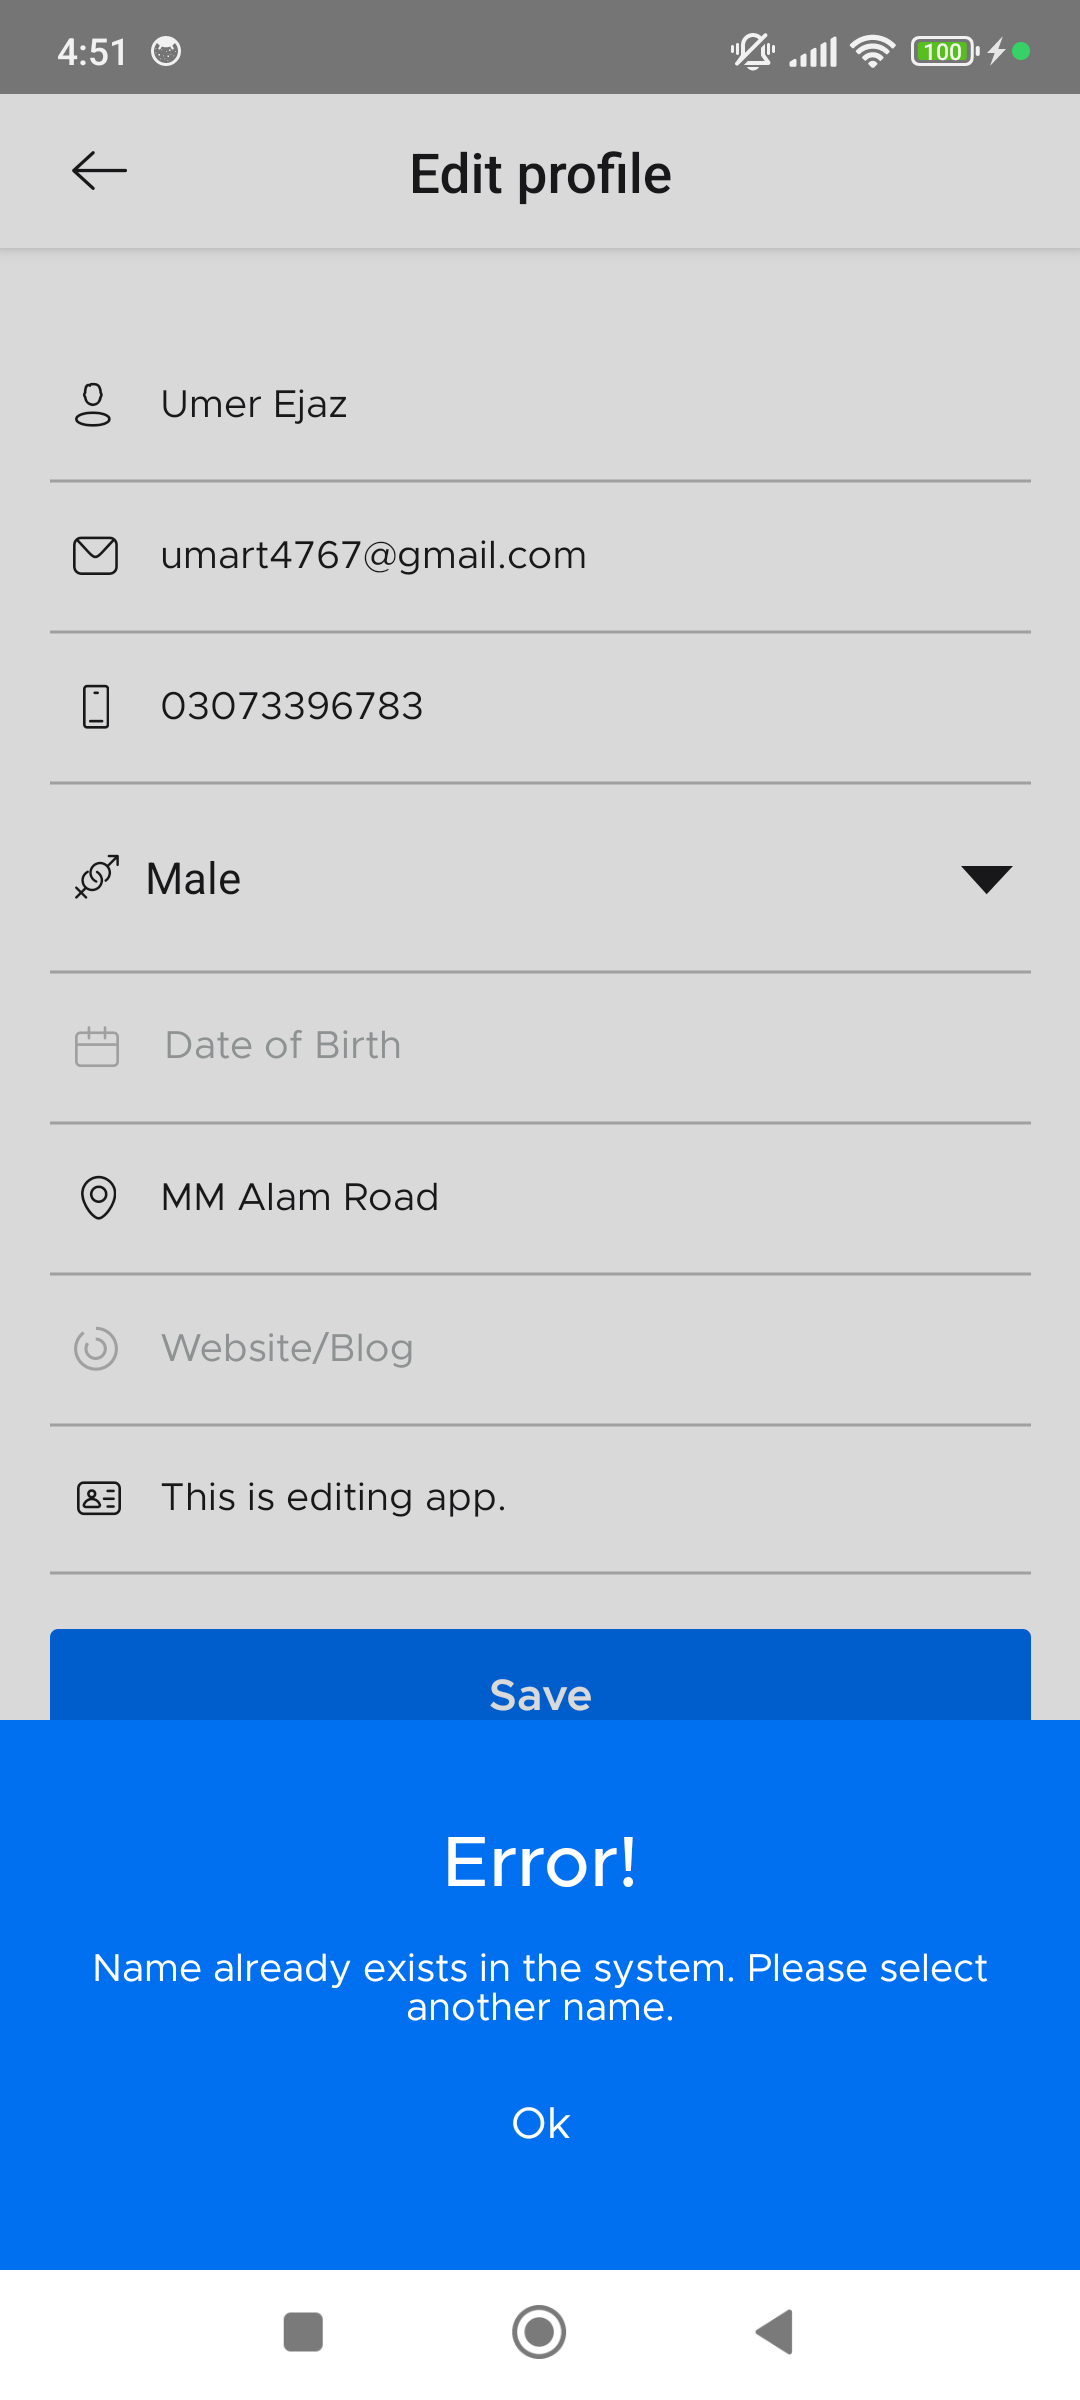 4:51
100
Edit profile
Umer Ejaz
umart4767@gmail.com
03073396783
Male
Date of Birth
MM Alam Road
Website/Blog
This is editing app.
Save
Error!
Name already exists in the system. Please select
another name.
Ok